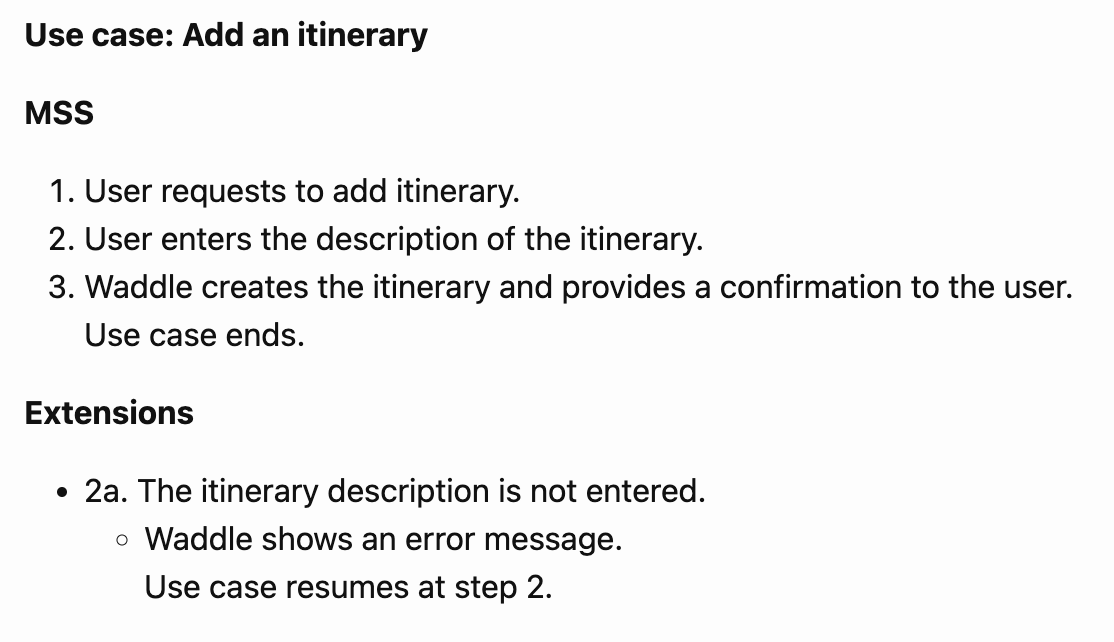 Use case: Add an itinerary
MSS
1. User requests to add itinerary.
2. User enters the description of the itinerary.
3. Waddle creates the itinerary and provides a confirmation to the user.
Use case ends.
Extensions
• 2a. The itinerary description is not entered.
○ Waddle shows an error message.
Use case resumes at step 2.